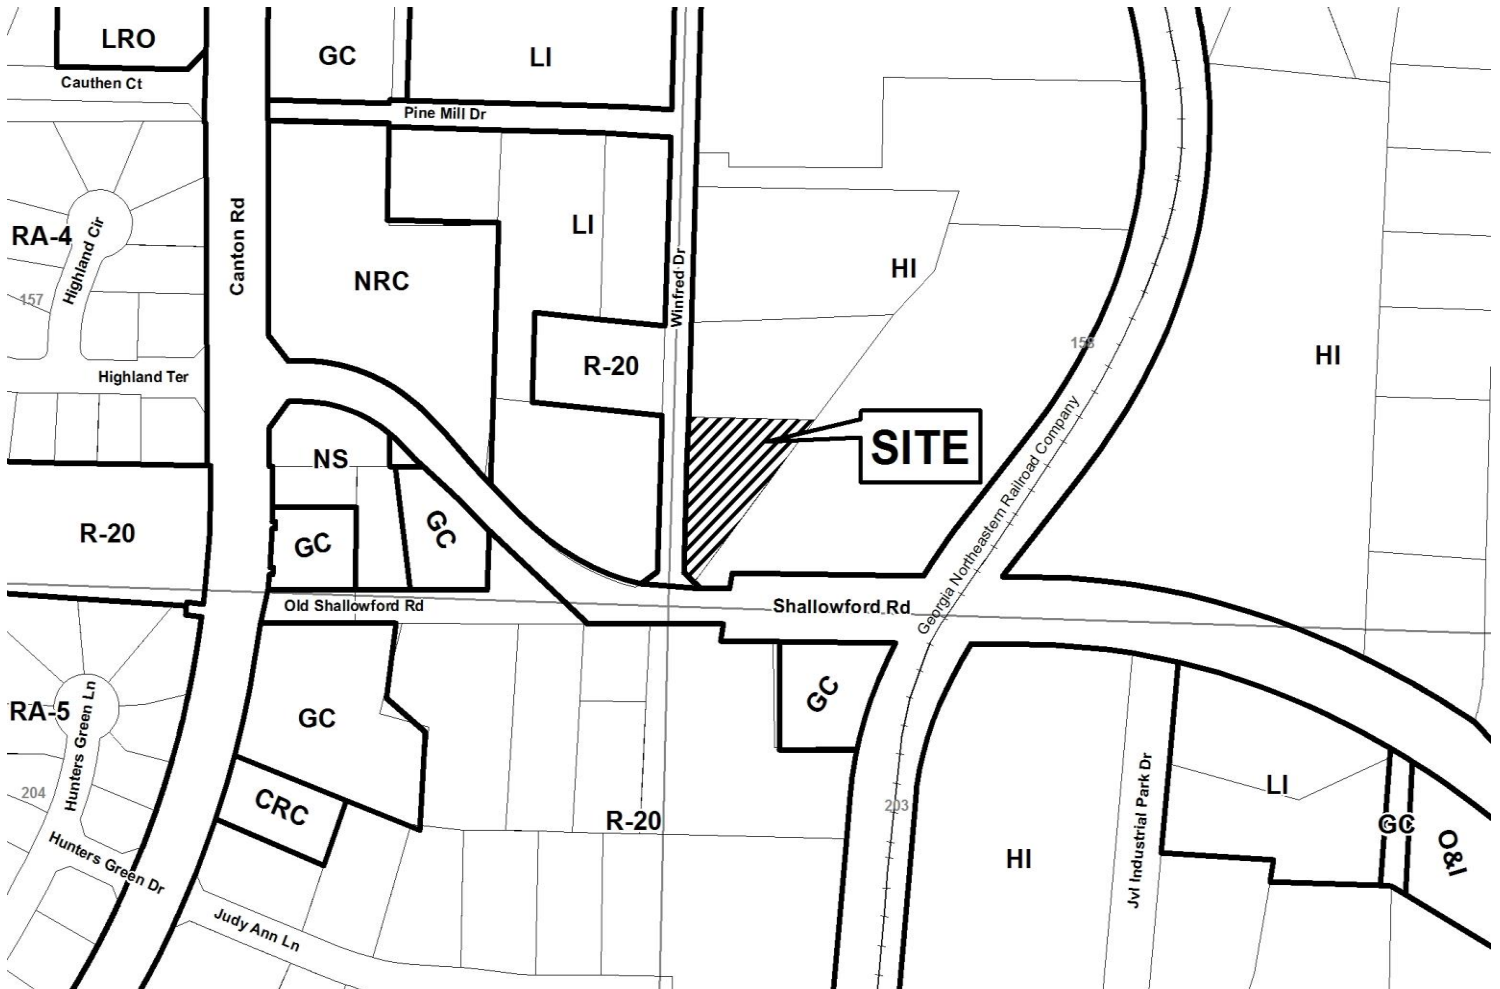 LRO
GC
LI
Cauthen Ct
Pine Mill Dr
RA-4
Highland Cir
Canton Rd
LI
NRC
Winfred Dr
HI
157
158
Highland Ter
R-20
HI
SITE
NS
GC
GC
R-20
Georgia Northeastern Railroad Company
Old Shallowford Rd
Shallowford Rd
RA-5
Hunters Green Ln
GC
GC
204
CRC
R-20
203
HI
Jvl Industrial Park Dr
LI
GC
O&I
Hunters Green Dr
Judy Ann Ln